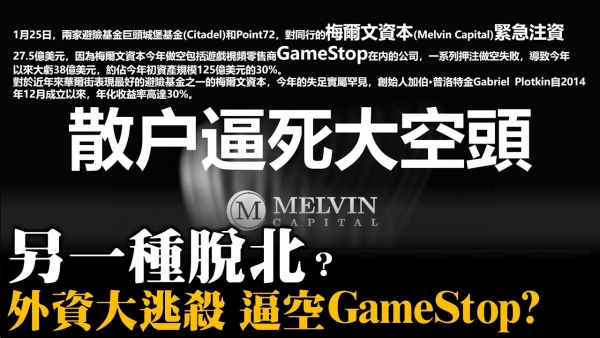 1月25日，兩家避險基金巨頭城堡基金(Citadel)和Point72，對同行的梅爾文資本(Melvin Capital)緊急注資
27.5億美元，因為梅爾文資本今年做空包括遊戲視頻零售商GameStop在內的公司，一系列押注做空失敗，導致今年
以來大虧38億美元，約佔今年初資產規模125億美元的30%。
對於近年來華爾街表現最好的避險基金之一的梅爾文資本，今年的失足實屬罕見，創始人加伯•普洛特金Gabriel Plotkin自2014
年12月成立以來，年化收益率高達30%。
散户逼死大空頭
M MELVIN
CAPITAL
另一種脫北？
外資大逃殺 逼空GameStop?